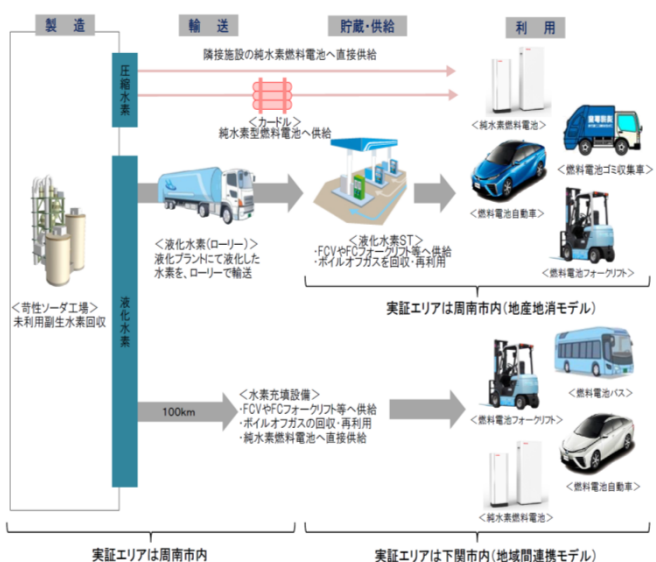 製造
輸送
貯蔵・供給
利用
圧縮水素
隣接施設の純水素燃料電池へ直接供給
<カードル>
純水素型燃料電池へ供給
<純水素燃料電池>
<燃料電池ゴミ収集車>
<燃料電池自動車>
<燃料電池フォークリフト>
<苛性ソーダ工場>
未利用副生水素回収
液化水素
<液化水素(ローリー)>
液化プラントにて液化した
水素を、ローリーで輸送
<液化水素ST>
・FCVやFCフォークリフト等へ供給
・ボイルオフガスを回収・再利用
実証エリアは周南市内(地産地消モデル)
100km
<水素充填設備>
・FCVやFCフォークリフト等へ供給
・ボイルオフガスの回収・再利用
・純水素燃料電池へ直接供給
<燃料電池バス>
<燃料電池フォークリフト>
<燃料電池自動車>
<純水素燃料電池>
実証エリアは周南市内
実証エリアは下関市内(地域間連携モデル)